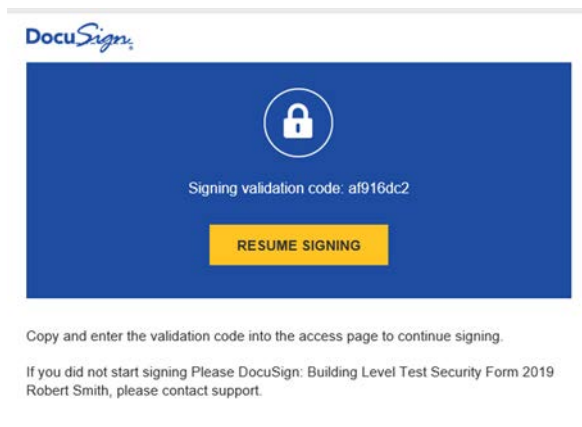 DocuSign
Signing validation code: af916dc2
RESUME SIGNING
Copy and enter the validation code into the access page to continue signing.
If you did not start signing Please DocuSign: Building Level Test Security Form 2019
Robert Smith, please contact support.